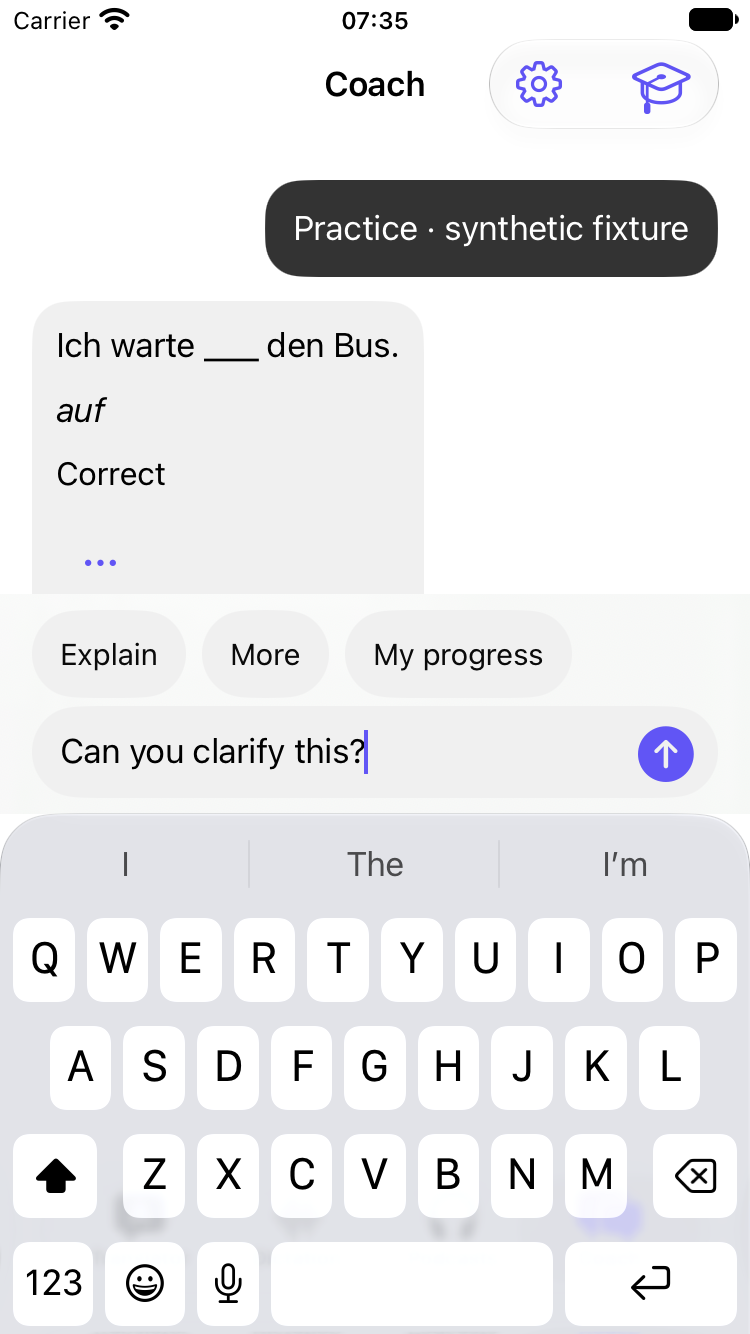 Carrier 07:35
Coach
Practice · synthetic fixture
Ich warte ___ den Bus.
auf
Correct
...
Explain More My progress
Can you clarify this?
I The I’m
Q W E R T Y U I O P
A S D F G H J K L
Z X C V B N M
123